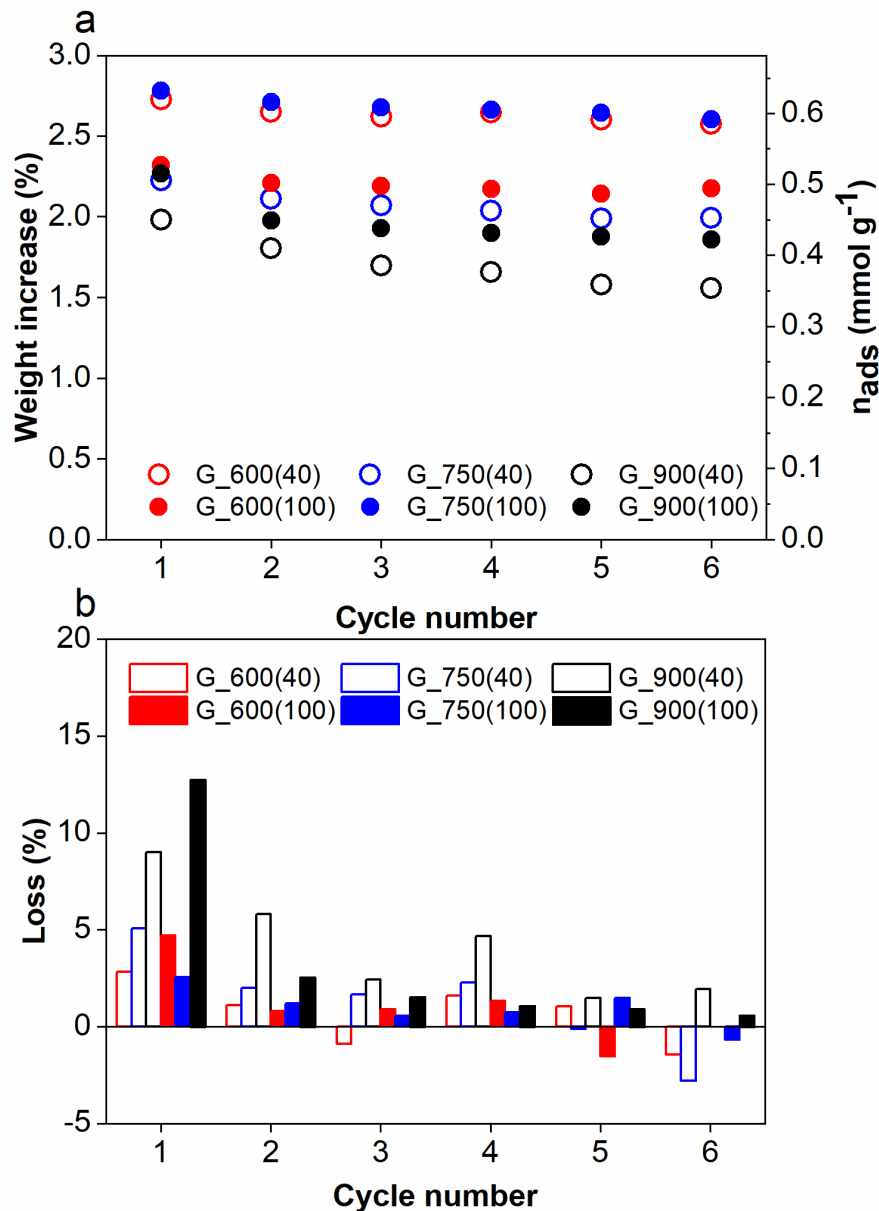 a
3.0
2.5
2.0
1.5
1.0
0.5
0.0
Weight increase (%)
0.6
0.5
0.4
0.3
0.2
0.1
0.0
nads (mmol g-1)
G_600(40) G_750(40) G_900(40)
G_600(100) G_750(100) G_900(100)
1 2 3 4 5 6
Cycle number
b
20
15
10
5
0
-5
Loss (%)
G_600(40) G_750(40) G_900(40)
G_600(100) G_750(100) G_900(100)
1 2 3 4 5 6
Cycle number